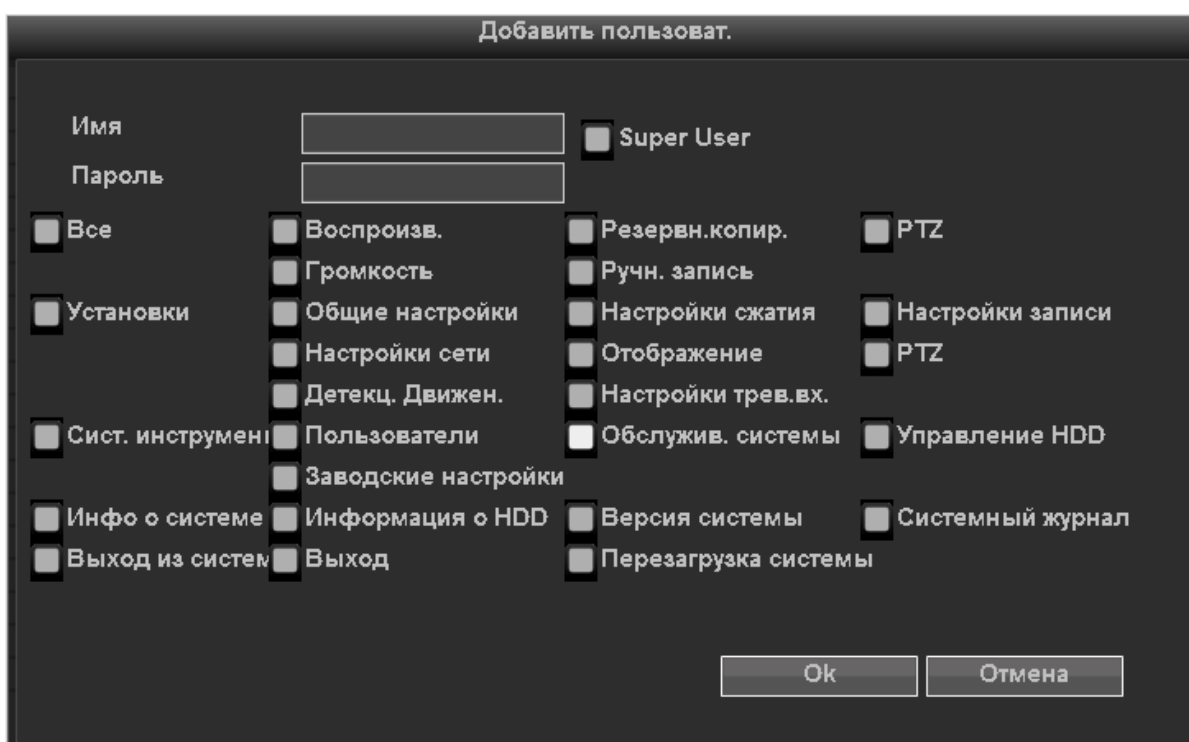 Добавить пользоват.
Имя Super User
Пароль
Все Воспроизв. Резервн.копир. PTZ
Громкость Ручн. запись
Установки Общие настройки Настройки сжатия Настройки записи
Настройки сети Отображение PTZ
Детекц. Движен. Настройки трев.вх.
Сист. инструмен Пользователи Обслужив. системы Управление HDD
Заводские настройки
Инфо о системе Информация о HDD Версия системы Системный журнал
Выход из систем Выход Перезагрузка системы
Ok Отмена